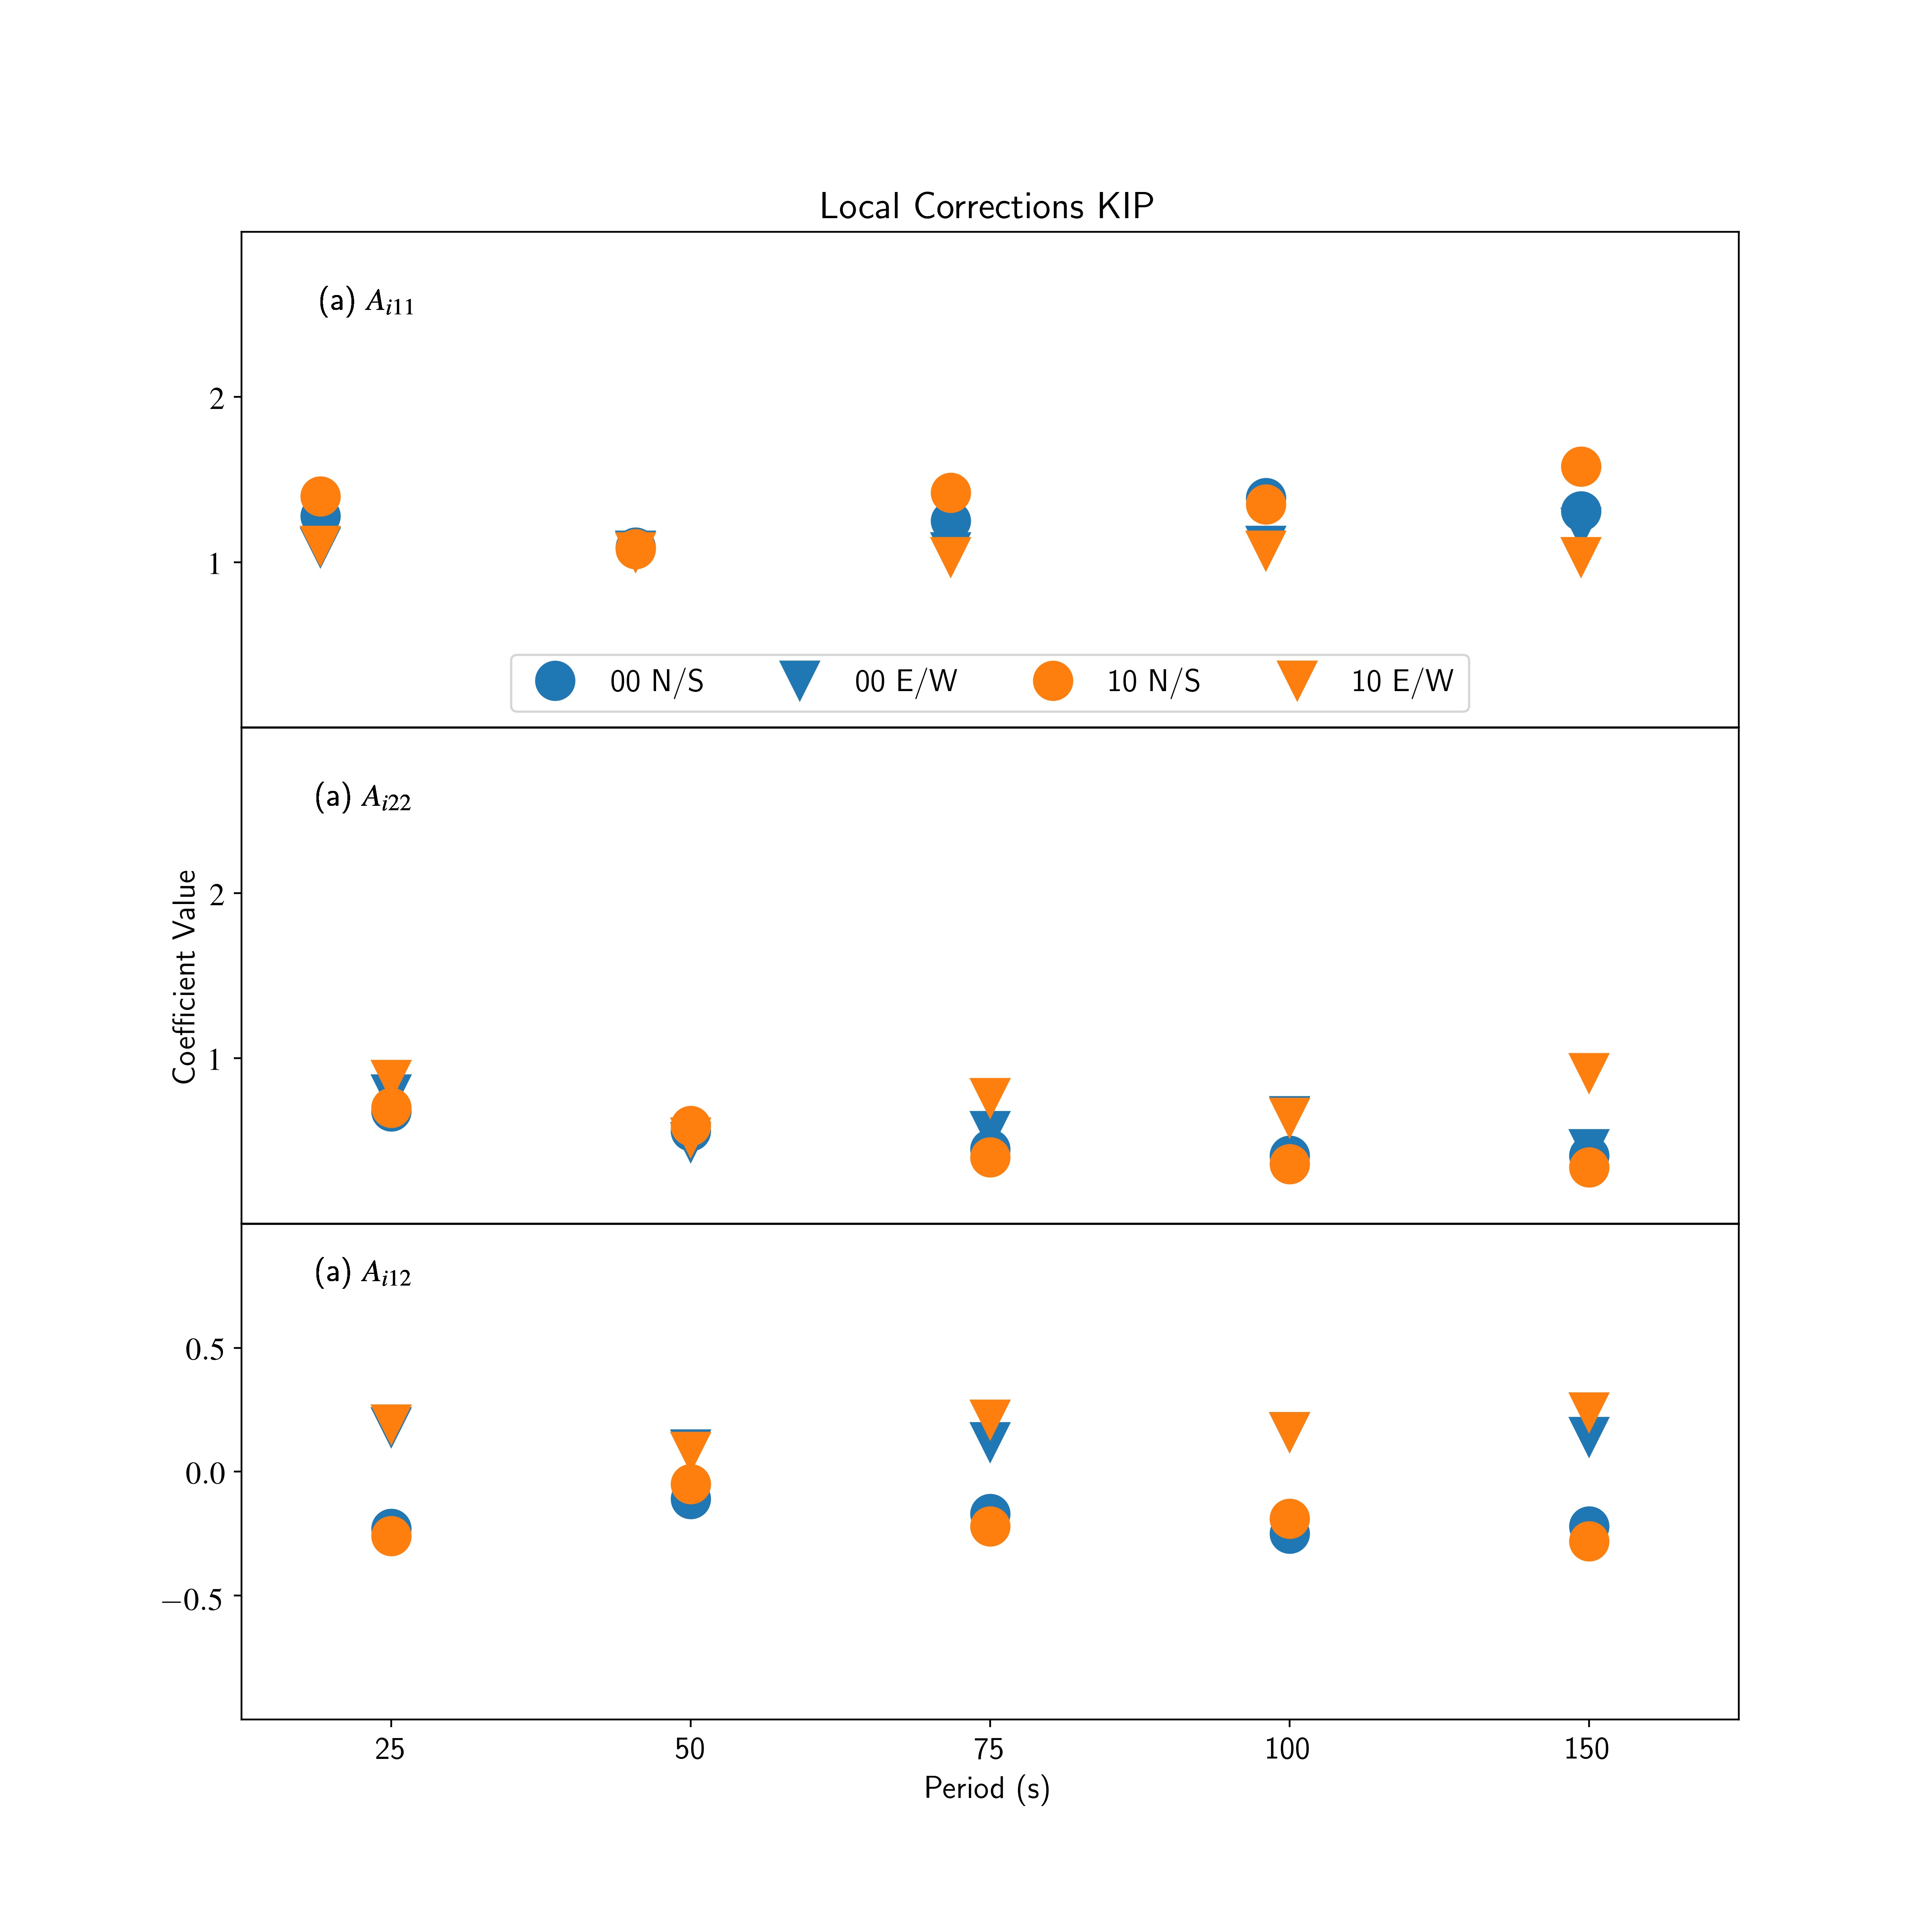 Local Corrections KIP
(a) A_{i11}
2
1
00 N/S 00 E/W 10 N/S 10 E/W
(a) A_{i22}
2
1
Coefficient Value
(a) A_{i12}
0.5
0.0
−0.5
25 50 75 100 150
Period (s)